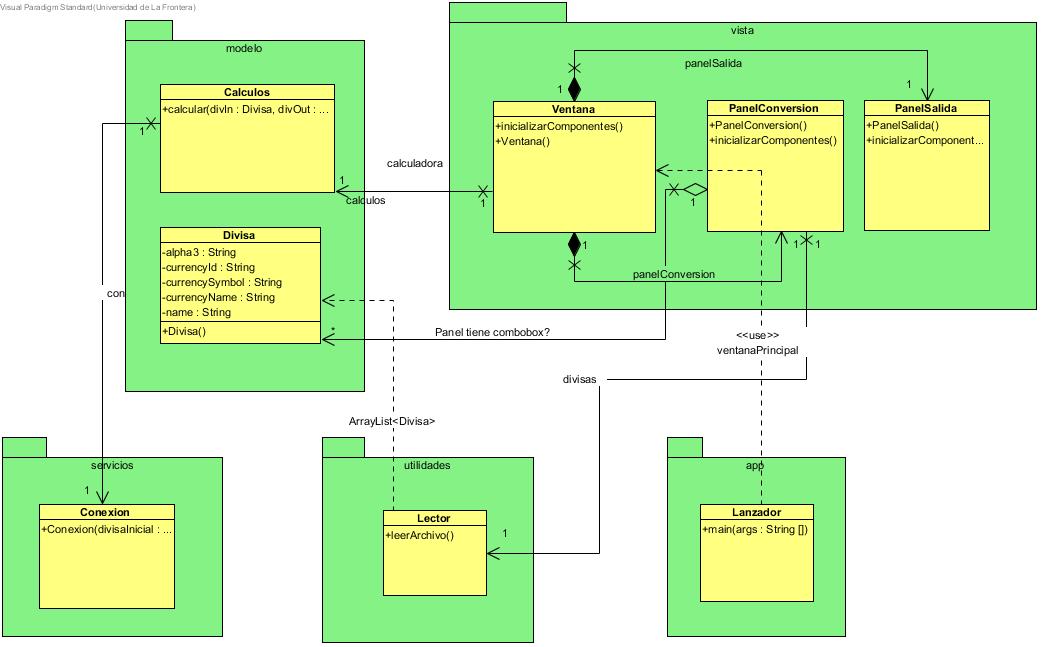 Visual Paradigm Standard(Universidad de La Frontera)
modelo
Calculos
+calcular(divIn : Divisa, divOut : ...
1
Divisa
-alpha3 : String
-currencyId : String
-currencySymbol : String
-currencyName : String
-name : String
+Divisa()
*
con
calculadora
1
calculos
1
vista
panelSalida
1
1
Ventana
+inicializarComponentes()
+Ventana()
PanelConversion
+PanelConversion()
+inicializarComponentes()
PanelSalida
+PanelSalida()
+inicializarComponent...
1
1
1
1
panelConversion
Panel tiene combobox?
<<use>>
ventanaPrincipal
divisas
ArrayList<Divisa>
servicios
1
Conexion
+Conexion(divisaInicial : ...
utilidades
Lector
+leerArchivo()
1
app
Lanzador
+main(args : String [])